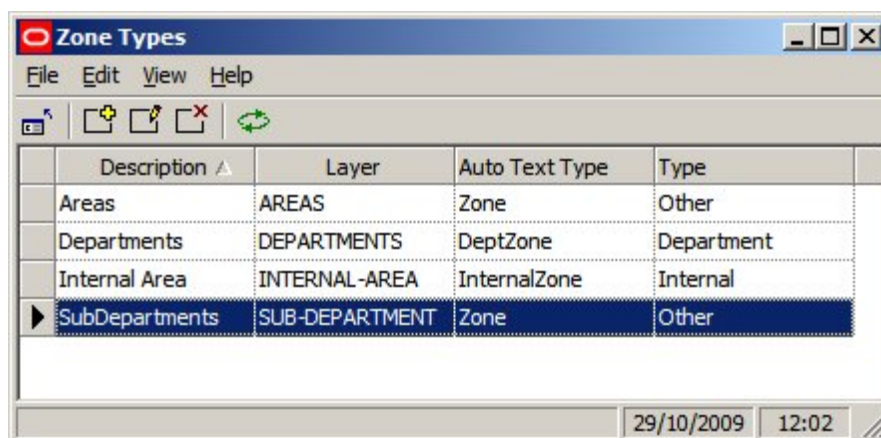 Zone Types
File Edit View Help
Description Layer Auto Text Type Type
Areas AREAS Zone Other
Departments DEPARTMENTS DeptZone Department
Internal Area INTERNAL-AREA InternalZone Internal
SubDepartments SUB-DEPARTMENT Zone Other
29/10/2009 12:02